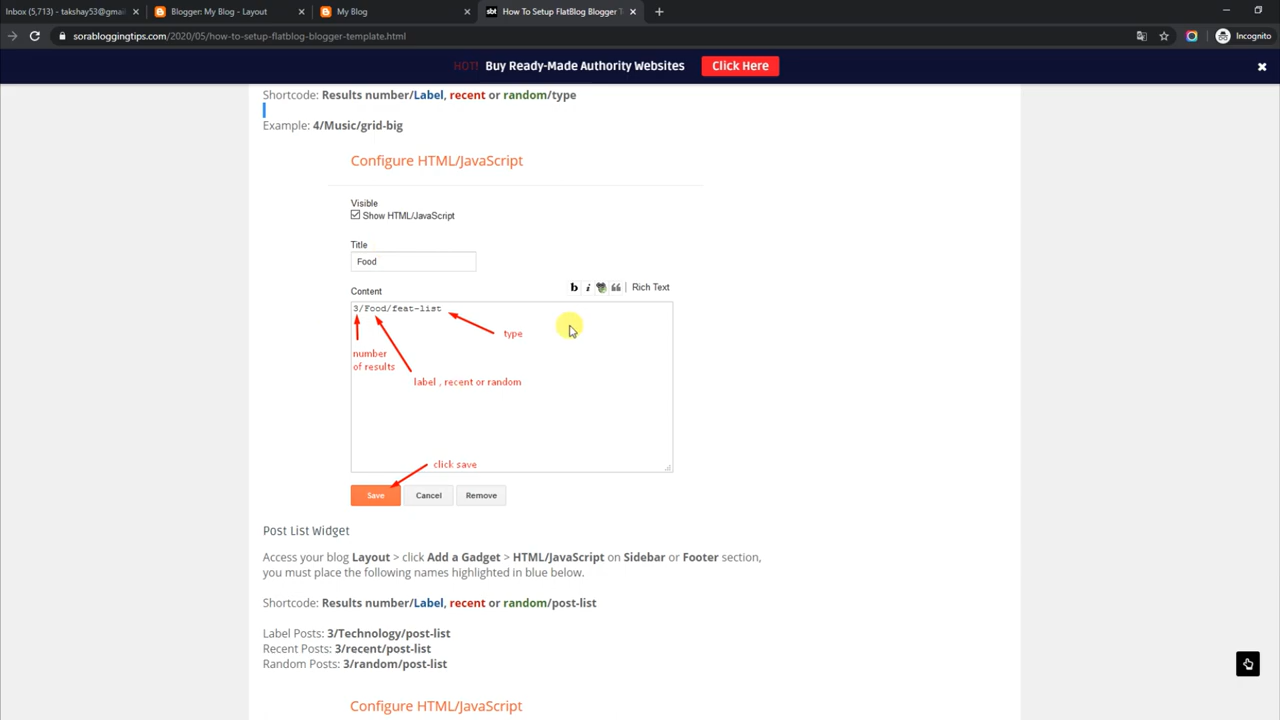 Inbox (5,713) - takshay53@gmai
Blogger: My Blog - Layout
My Blog
sbt
How To Setup FlatBlog Blogger T
sorabloggingtips.com/2020/05/how-to-setup-flatblog-blogger-template.html
Incognito
HOT! Buy Ready-Made Authority Websites
Click Here
Shortcode: Results number/Label, recent or random/type
Example: 4/Music/grid-big
Configure HTML/JavaScript
Visible
Show HTML/JavaScript
Title
Food
Content
b i Rich Text
3/Food/feat-list
type
number
of results
label , recent or random
click save
Save
Cancel
Remove
Post List Widget
Access your blog Layout > click Add a Gadget > HTML/JavaScript on Sidebar or Footer section,
you must place the following names highlighted in blue below.
Shortcode: Results number/Label, recent or random/post-list
Label Posts: 3/Technology/post-list
Recent Posts: 3/recent/post-list
Random Posts: 3/random/post-list
Configure HTML/JavaScript